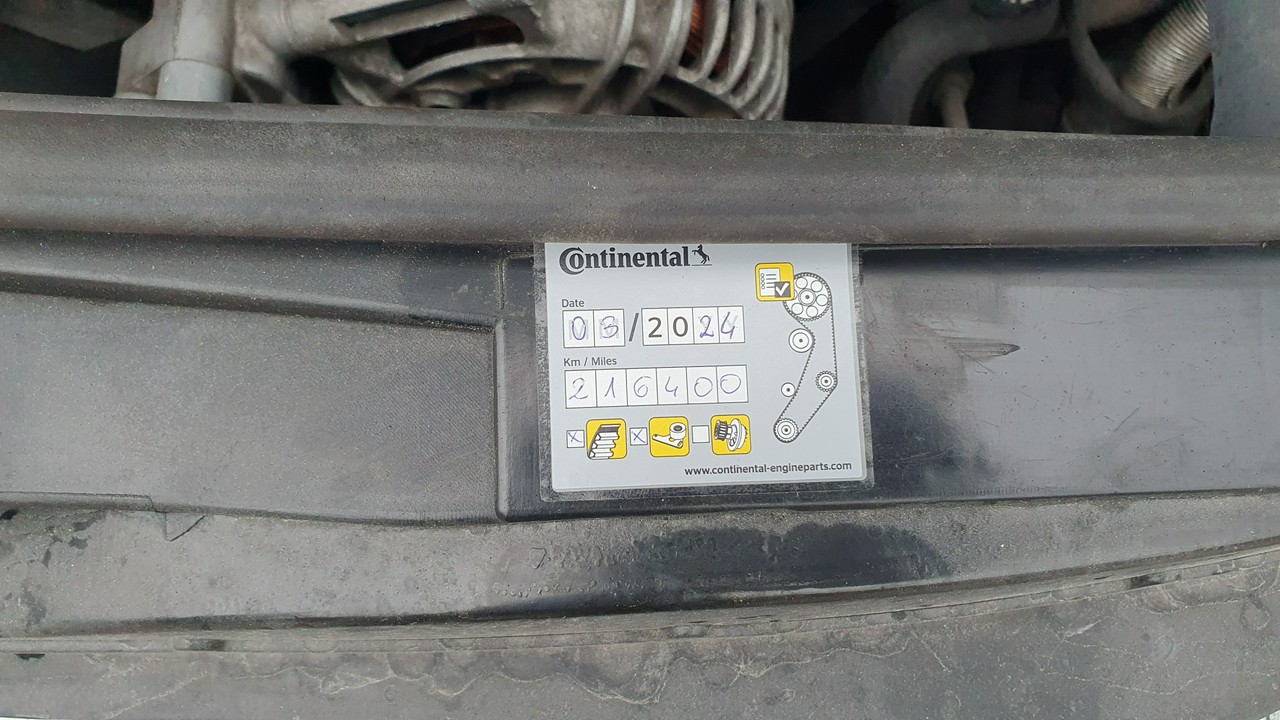 Continental
Date
03/2024
Km / Miles
216400
www.continental-engineparts.com